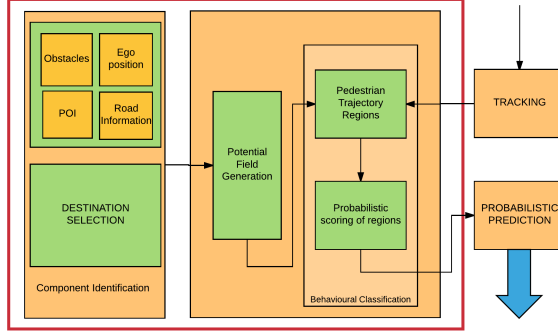 Obstacles
Ego
position
POI
Road
Information
DESTINATION
SELECTION
Component Identification
Potential
Field
Generation
Pedestrian
Trajectory
Regions
Probabilistic
scoring of regions
Behavioural Classification
TRACKING
PROBABILISTIC
PREDICTION